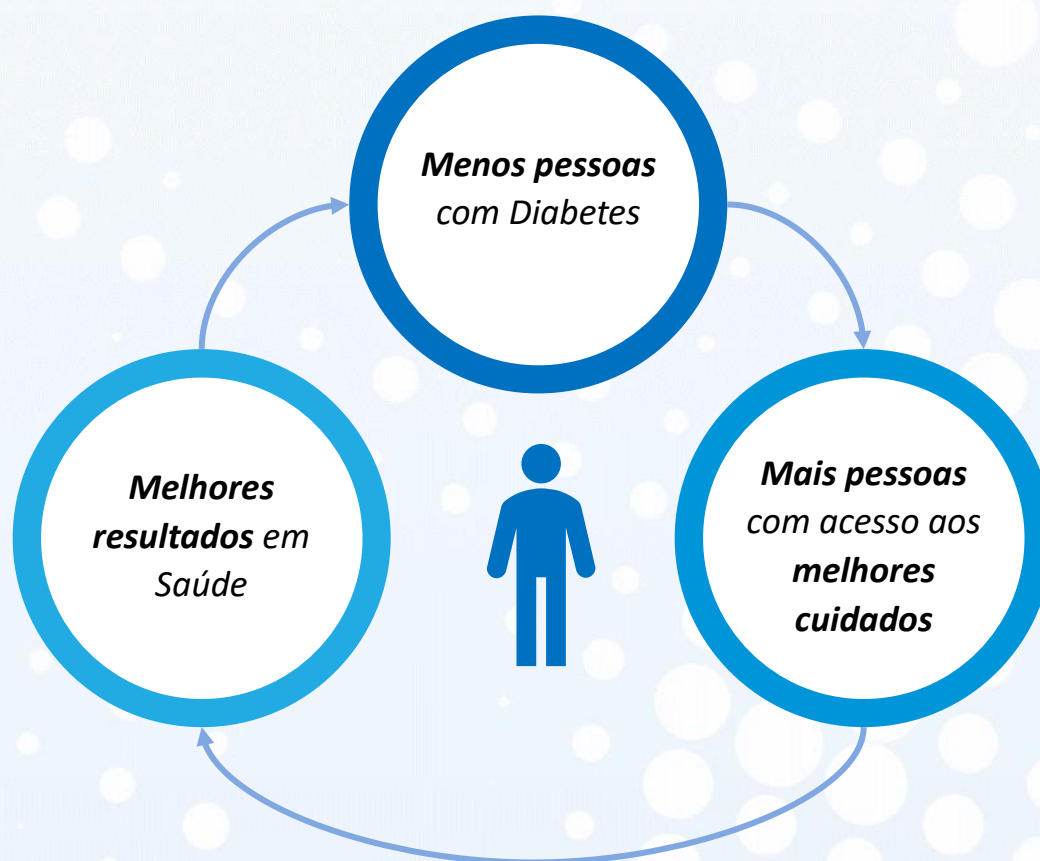 Menos pessoas
com Diabetes
Melhores
resultados em
Saúde
Mais pessoas
com acesso aos
melhores
cuidados